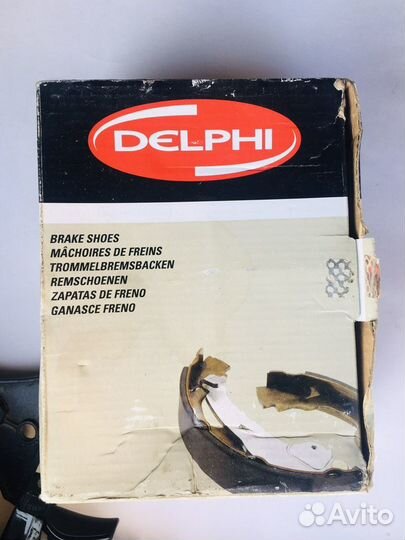 DELPHI
BRAKE SHOES
MÂCHOIRES DE FREINS
TROMMELBREMSBACKEN
REMSCHOENEN
ZAPATAS DE FRENO
GANASCE FRENO
Avito